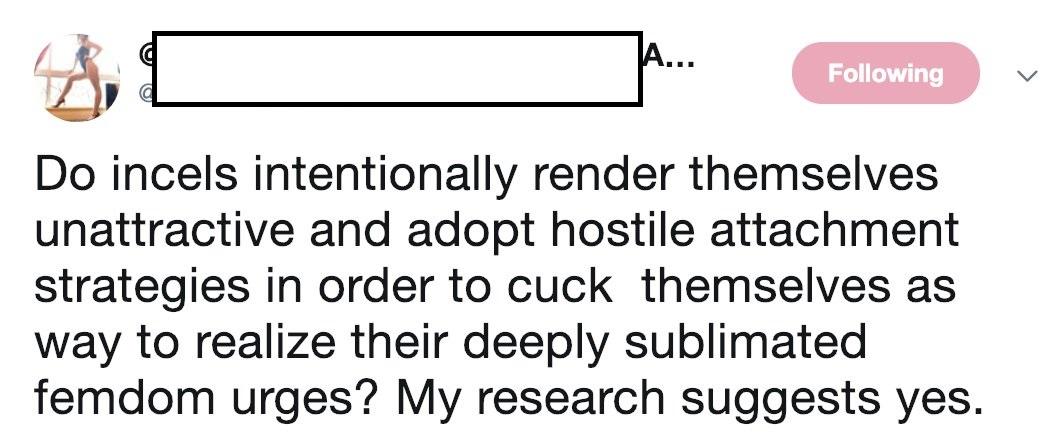 @ A...
Following
@
Do incels intentionally render themselves
unattractive and adopt hostile attachment
strategies in order to cuck  themselves as
way to realize their deeply sublimated
femdom urges? My research suggests yes.